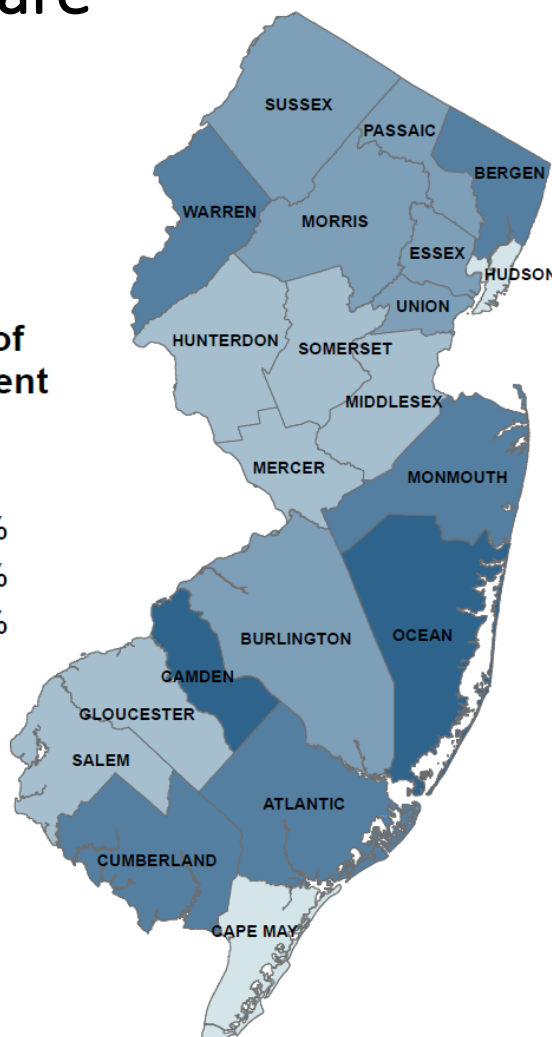 SUSSEX
PASSAIC
BERGEN
WARREN
MORRIS
ESSEX
HUDSON
UNION
of
HUNTERDON
SOMERSET
ent
MIDDLESEX
MERCER
MONMOUTH
%
%
%
BURLINGTON
OCEAN
CAMDEN
GLOUCESTER
SALEM
ATLANTIC
CUMBERLAND
CAPE MAY